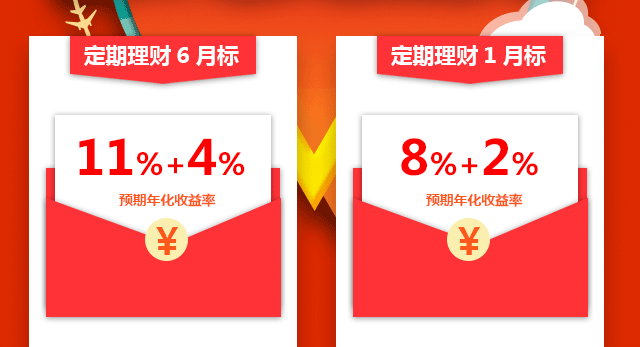 定期理财6月标
11%+4%
预期年化收益率
¥
定期理财1月标
8%+2%
预期年化收益率
¥